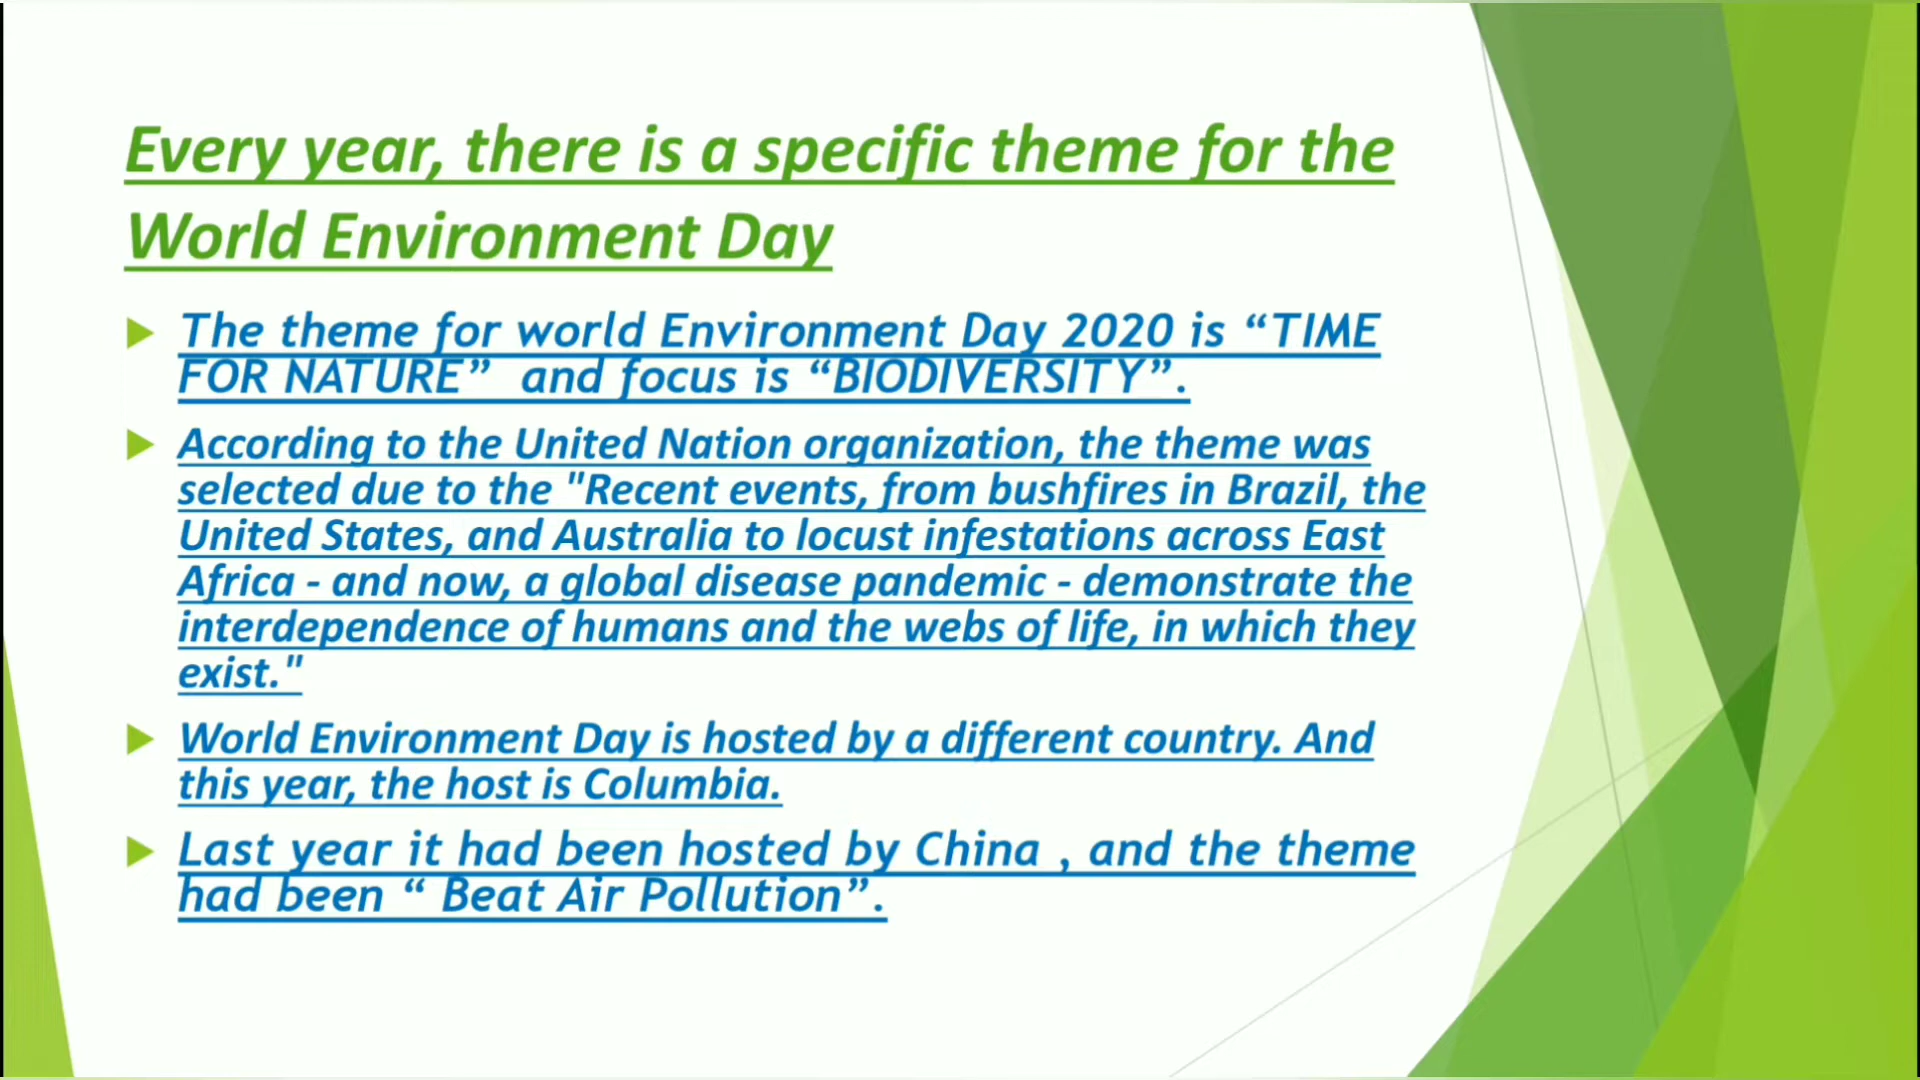 Every year, there is a specific theme for the
World Environment Day
The theme for world Environment Day 2020 is “TIME
FOR NATURE”  and focus is “BIODIVERSITY”.
According to the United Nation organization, the theme was
selected due to the "Recent events, from bushfires in Brazil, the
United States, and Australia to locust infestations across East
Africa - and now, a global disease pandemic - demonstrate the
interdependence of humans and the webs of life, in which they
exist."
World Environment Day is hosted by a different country. And
this year, the host is Columbia.
Last year it had been hosted by China , and the theme
had been “ Beat Air Pollution”.